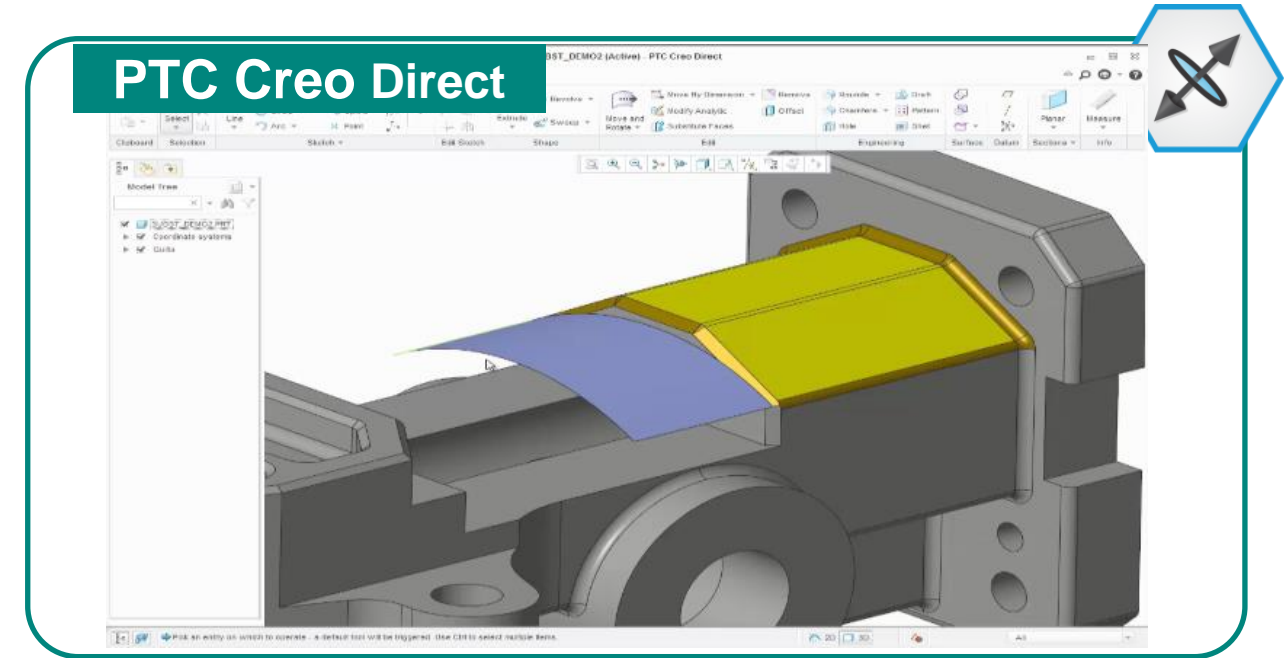 PTC Creo Direct
BST_DEMO2 (Active) - PTC Creo Direct
Revolve
Move By Dimension
Remove
Rounds
Draft
Select
Line
Modify Analytic
Offset
Chamfers
Pattern
Planar
Measure
Arc
Point
Extrude
Sweep
Move and
Rotate
Substitute Faces
Hole
Shell
Clipboard Selection Sketch Edit Sketch Shape Edit Engineering Surface Datum Sections Info
Model Tree
SUBST_DEMO2.PRT
Coordinate systems
Quilts
Pick an entity on which to operate - a default tool will be triggered. Use Ctrl to select multiple items.
2D 3D
All